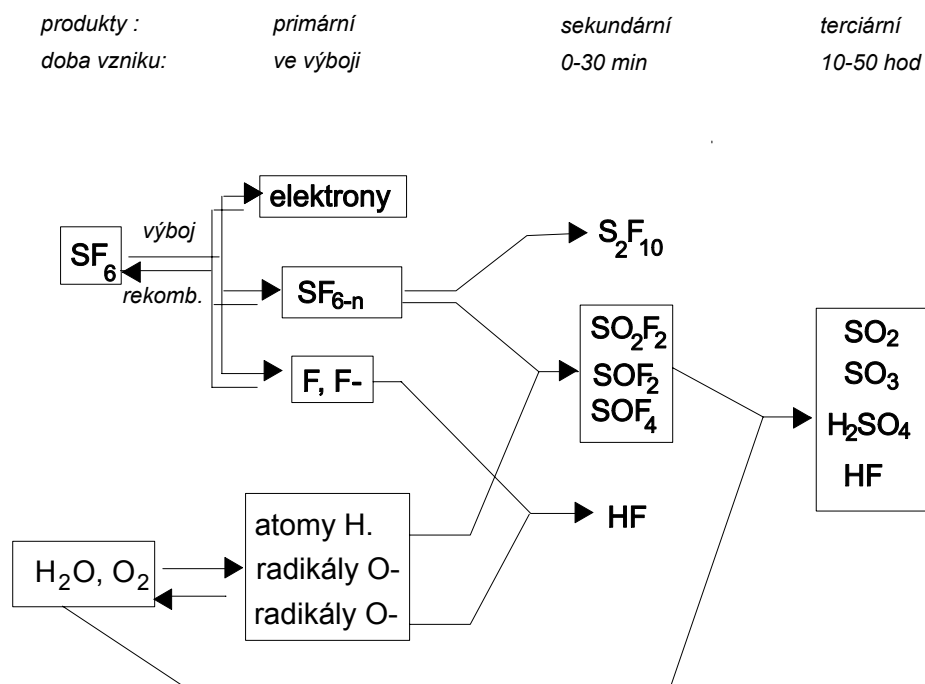 produkty : primární sekundární terciární
doba vzniku: ve výboji 0-30 min 10-50 hod
elektrony
výboj
SF₆
S₂F₁₀
rekomb.
SF₆₋ₙ
SO₂F₂
SOF₂
SOF₄
SO₂
SO₃
H₂SO₄
HF
F, F-
HF
atomy H.
radikály O-
radikály O-
H₂O, O₂